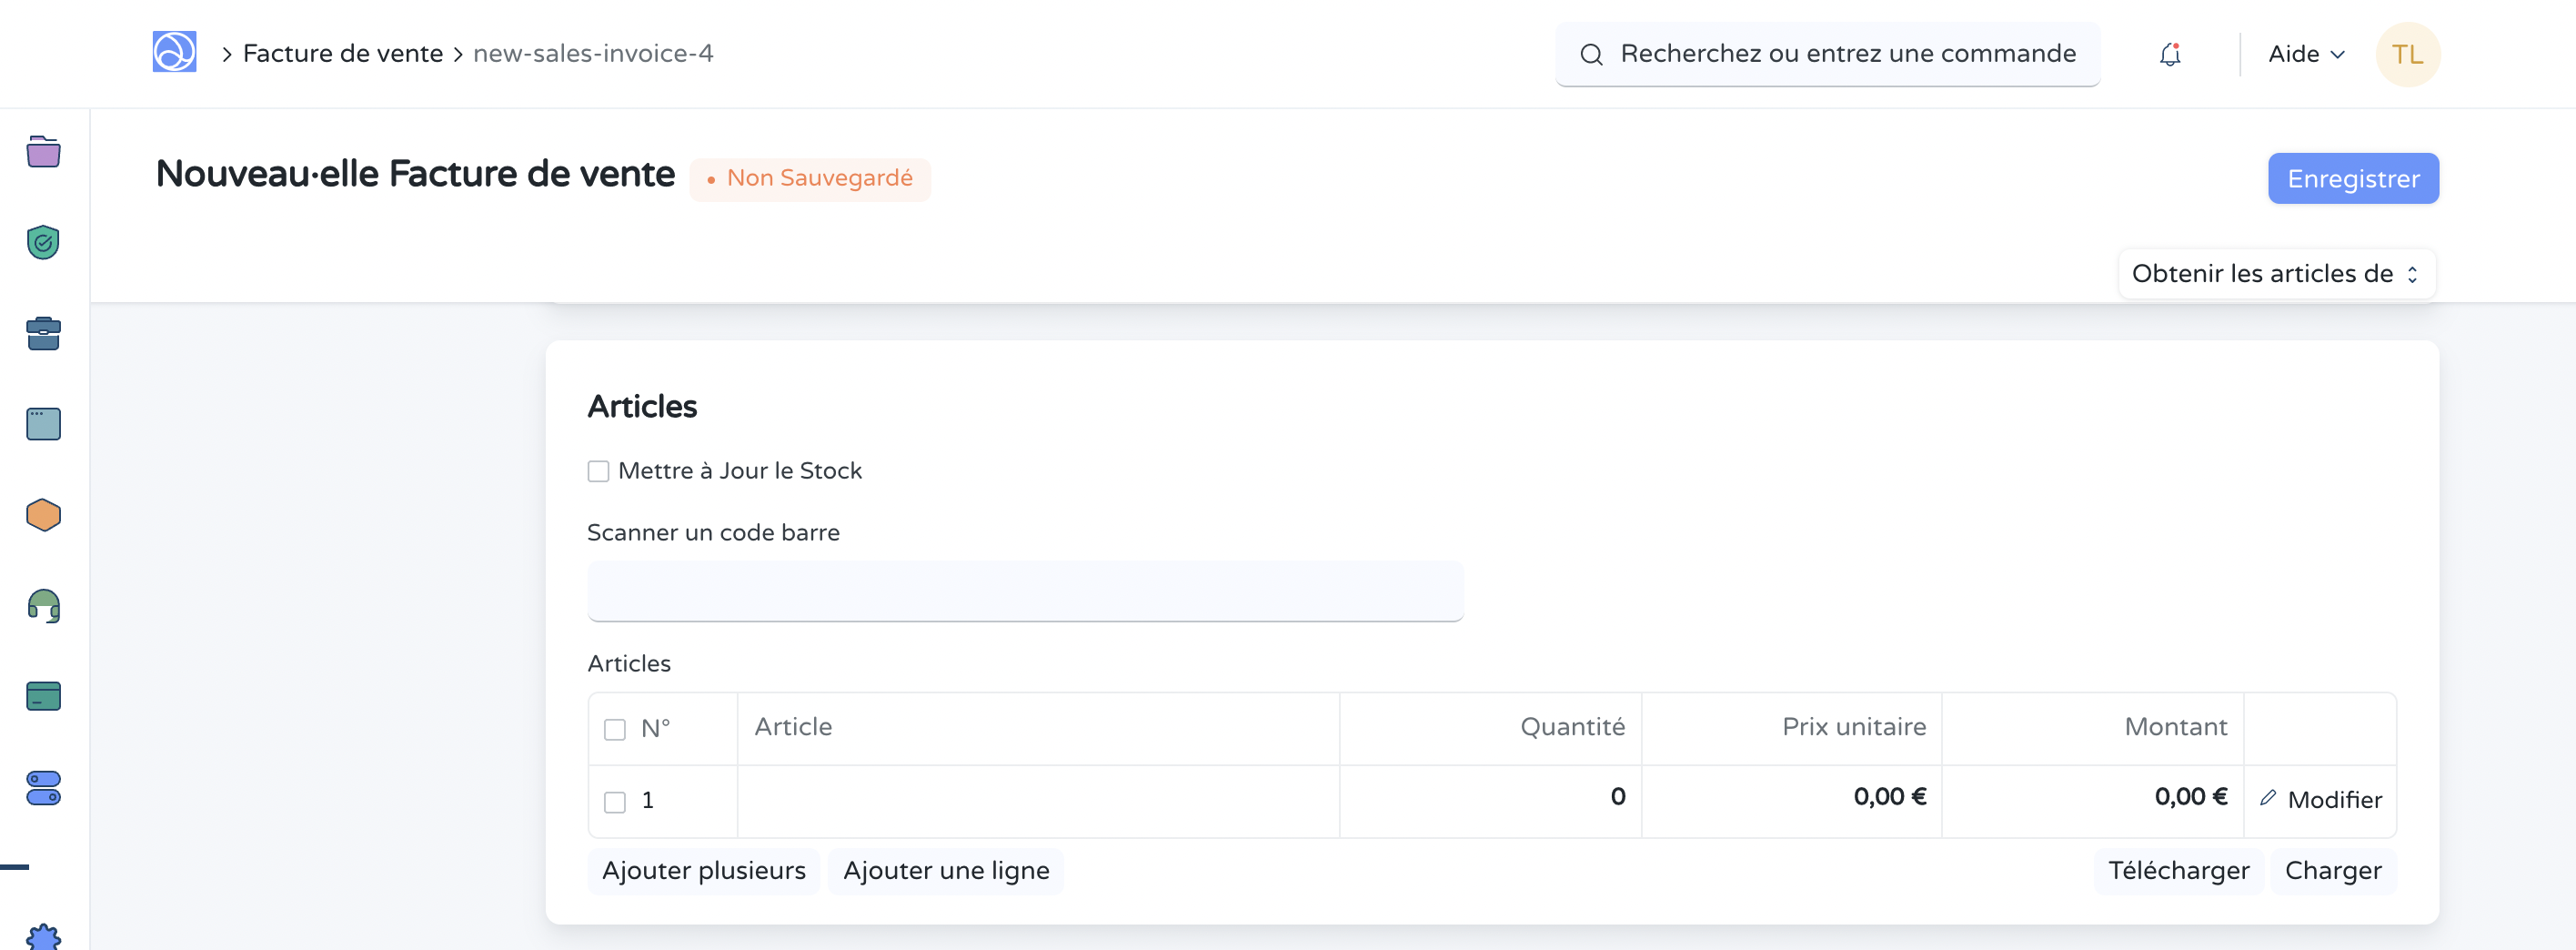 Facture de vente > new-sales-invoice-4
Recherchez ou entrez une commande
Aide
TL
Nouveau·elle Facture de vente
Non Sauvegardé
Enregistrer
Obtenir les articles de
Articles
Mettre à Jour le Stock
Scanner un code barre
Articles
N° Article Quantité Prix unitaire Montant
1 0 0,00 € 0,00 € Modifier
Ajouter plusieurs Ajouter une ligne Télécharger Charger